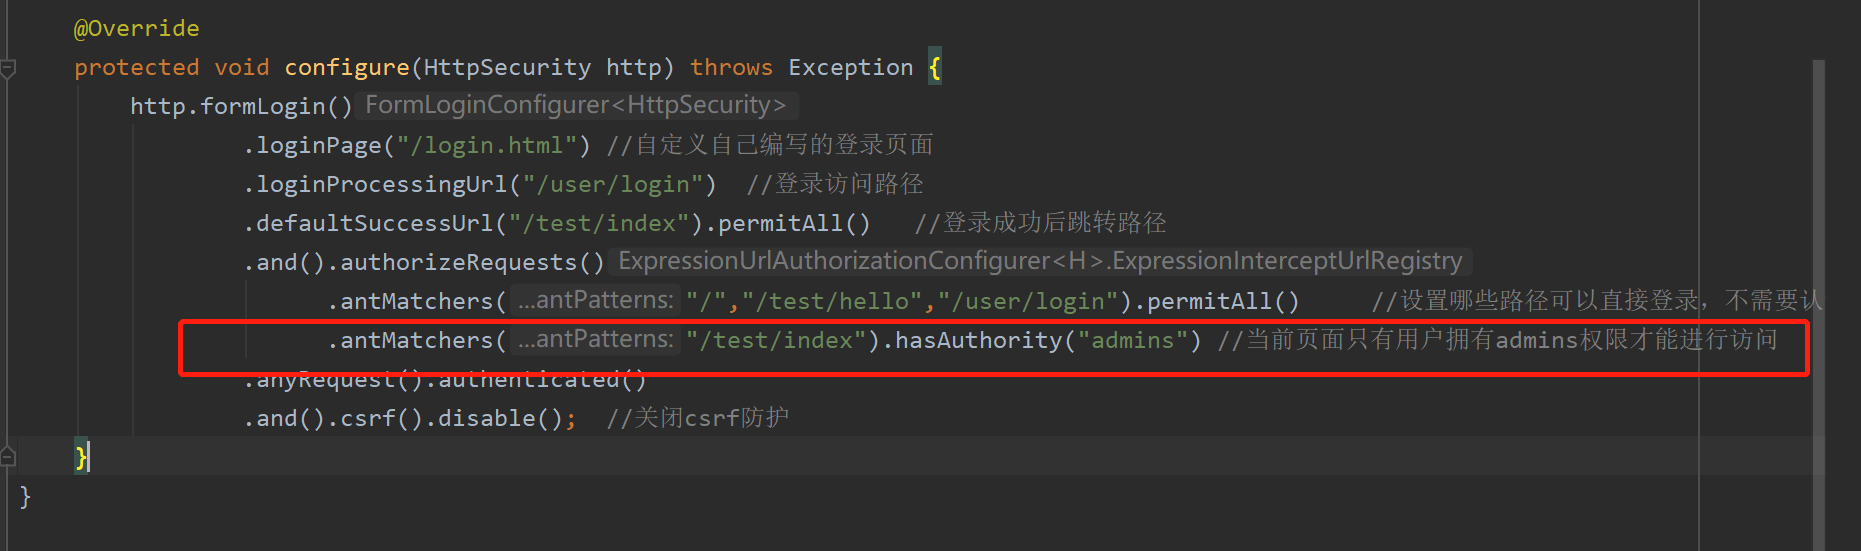 @Override
protected void configure(HttpSecurity http) throws Exception {
http.formLogin() FormLoginConfigurer<HttpSecurity>
.loginPage("/login.html") //自定义自己编写的登录页面
.loginProcessingUrl("/user/login") //登录访问路径
.defaultSuccessUrl("/test/index").permitAll() //登录成功后跳转路径
.and().authorizeRequests() ExpressionUrlAuthorizationConfigurer<H>.ExpressionInterceptUrlRegistry
.antMatchers( ...antPatterns: "/","/test/hello","/user/login").permitAll() //设置哪些路径可以直接登录，不需要认
.antMatchers( ...antPatterns: "/test/index").hasAuthority("admins") //当前页面只有用户拥有admins权限才能进行访问
.anyRequest().authenticated()
.and().csrf().disable(); //关闭csrf防护
}
}